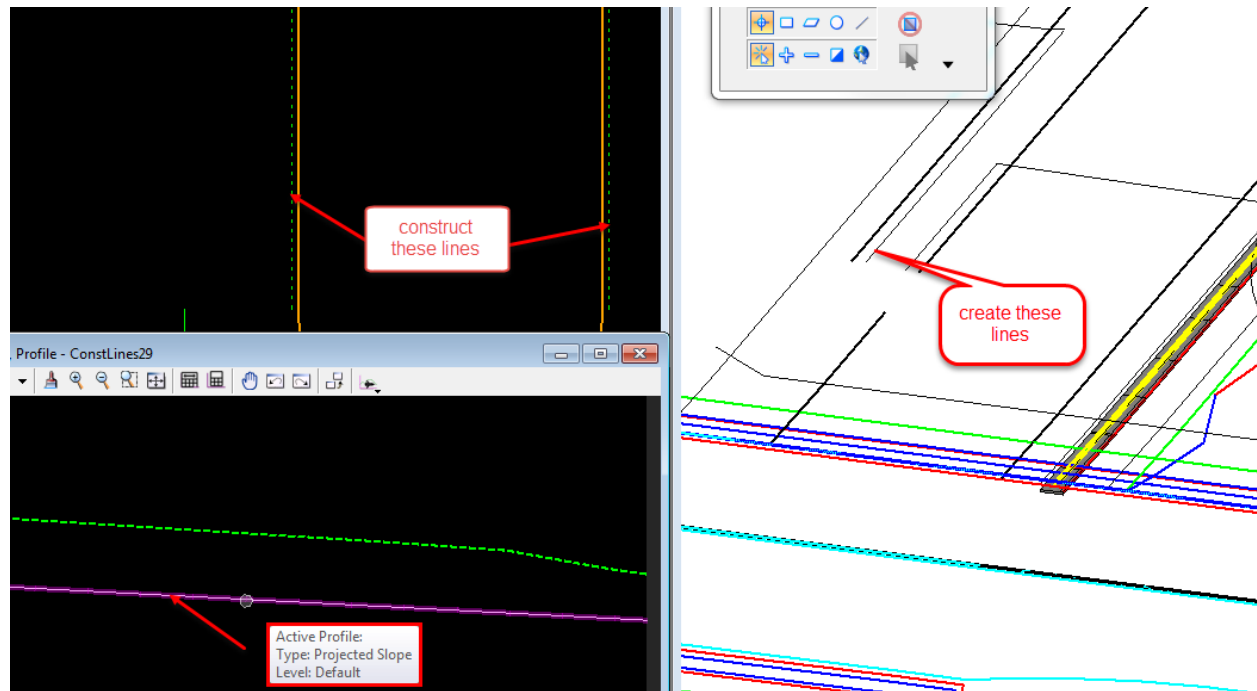 construct
these lines
create these
lines
, Profile - ConstLines29
Active Profile:
Type: Projected Slope
Level: Default